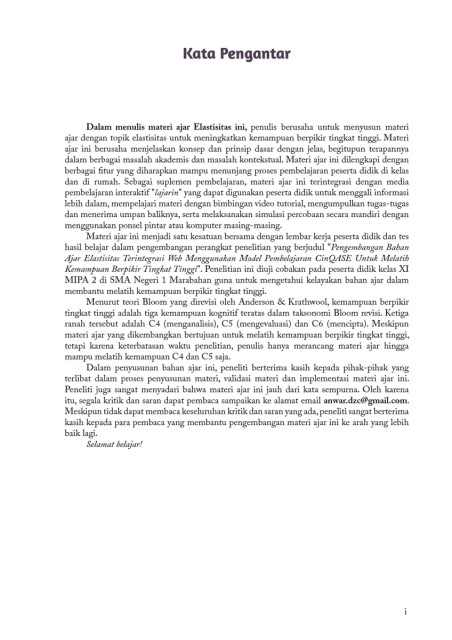 Kata Pengantar
Dalam menulis materi ajar Elastisitas ini, penulis berusaha untuk menyusun materi
ajar dengan topik elastisitas untuk meningkatkan kemampuan berpikir tingkat tinggi. Materi
ajar ini berusaha menjelaskan konsep dan prinsip dasar dengan jelas, begitupun terapannya
dalam berbagai masalah akademis dan masalah kontekstual. Materi ajar ini dilengkapi dengan
berbagai fitur yang diharapkan mampu menunjang proses pembelajaran peserta didik di kelas
dan di rumah. Sebagai suplemen pembelajaran, materi ajar ini terintegrasi dengan media
pembelajaran interaktif "lajarin" yang dapat digunakan peserta didik untuk menggali informasi
lebih dalam, mempelajari materi dengan bimbingan video tutorial, mengumpulkan tugas-tugas
dan menerima umpan baliknya, serta melaksanakan simulasi percobaan secara mandiri dengan
menggunakan ponsel pintar atau komputer masing-masing.
Materi ajar ini menjadi satu kesatuan bersama dengan lembar kerja peserta didik dan tes
hasil belajar dalam pengembangan perangkat penelitian yang berjudul "Pengembangan Bahan
Ajar Elastisitas Terintegrasi Web Menggunakan Model Pembelajaran CinQASE Untuk Melatih
Kemampuan Berpikir Tingkat Tinggi". Penelitian ini diuji cobakan pada peserta didik kelas XI
MIPA 2 di SMA Negeri 1 Marabahan guna untuk mengetahui kelayakan bahan ajar dalam
membantu melatih kemampuan berpikir tingkat tinggi.
Menurut teori Bloom yang direvisi oleh Anderson & Krathwool, kemampuan berpikir
tingkat tinggi adalah tiga kemampuan kognitif teratas dalam taksonomi Bloom revisi. Ketiga
ranah tersebut adalah C4 (menganalisis), C5 (mengevaluasi) dan C6 (mencipta). Meskipun
materi ajar yang dikembangkan bertujuan untuk melatih kemampuan berpikir tingkat tinggi,
tetapi karena keterbatasan waktu penelitian, penulis hanya merancang materi ajar hingga
mampu melatih kemampuan C4 dan C5 saja.
Dalam penyusunan bahan ajar ini, peneliti berterima kasih kepada pihak-pihak yang
terlibat dalam proses penyusunan materi, validasi materi dan implementasi materi ajar ini.
Peneliti juga sangat menyadari bahwa materi ajar ini jauh dari kata sempurna. Oleh karena
itu, segala kritik dan saran dapat pembaca sampaikan ke alamat email anwar.dzc@gmail.com.
Meskipun tidak dapat membaca keseluruhan kritik dan saran yang ada, peneliti sangat berterima
kasih kepada para pembaca yang membantu pengembangan materi ajar ini ke arah yang lebih
baik lagi.
Selamat belajar!
i